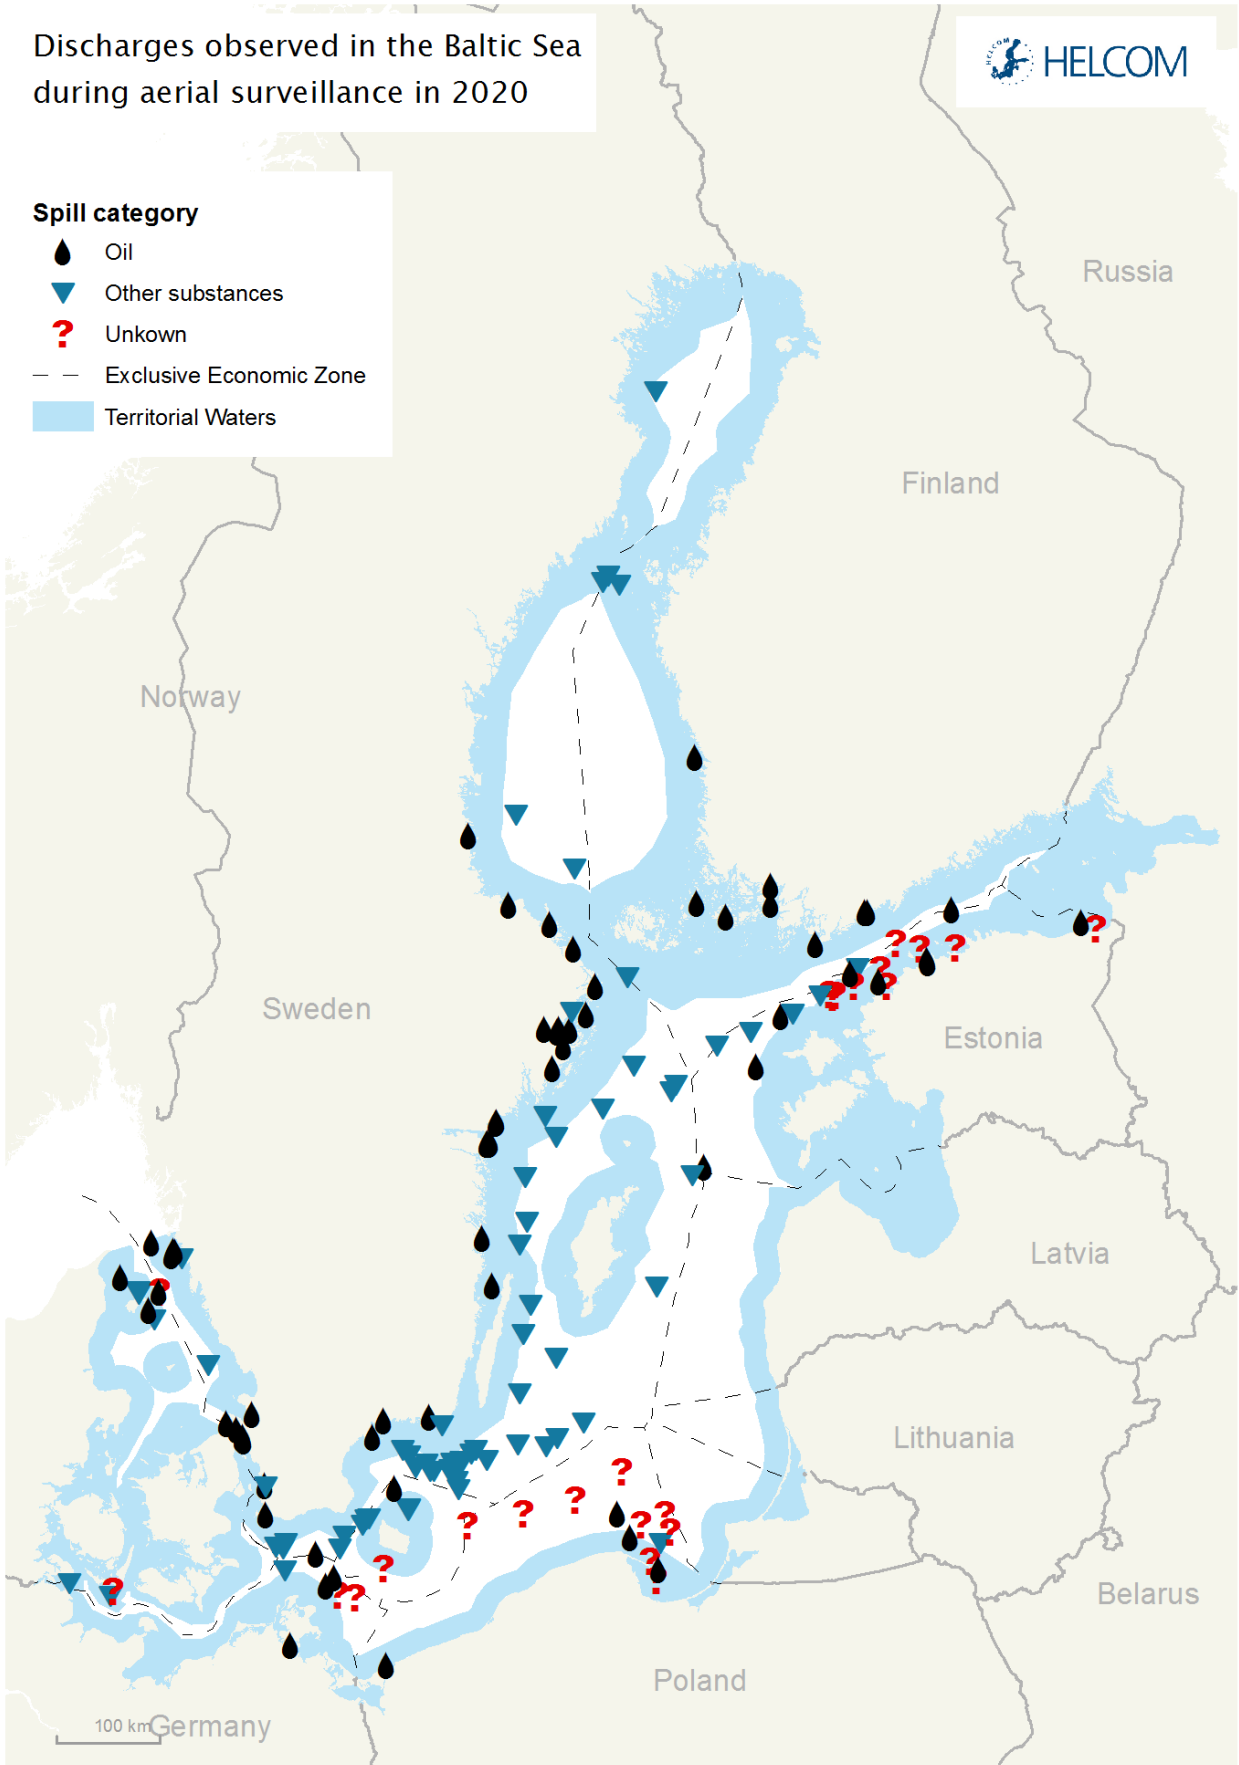 Discharges observed in the Baltic Sea
during aerial surveillance in 2020
HELCOM
HELCOM
Spill category
Oil
Other substances
Unkown
Exclusive Economic Zone
Territorial Waters
Russia
Finland
Norway
Sweden
Estonia
Latvia
Lithuania
Belarus
Poland
Germany
100 km